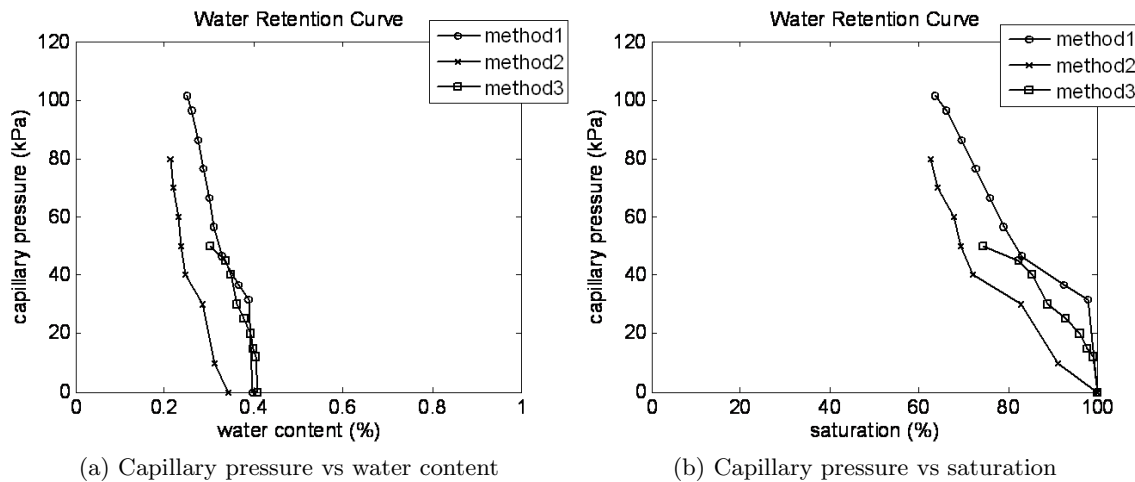 Water Retention Curve
method1
method2
method3
120
100
80
60
40
20
0
capillary pressure (kPa)
0 0.2 0.4 0.6 0.8 1
water content (%)
(a) Capillary pressure vs water content
Water Retention Curve
method1
method2
method3
120
100
80
60
40
20
0
capillary pressure (kPa)
0 20 40 60 80 100
saturation (%)
(b) Capillary pressure vs saturation